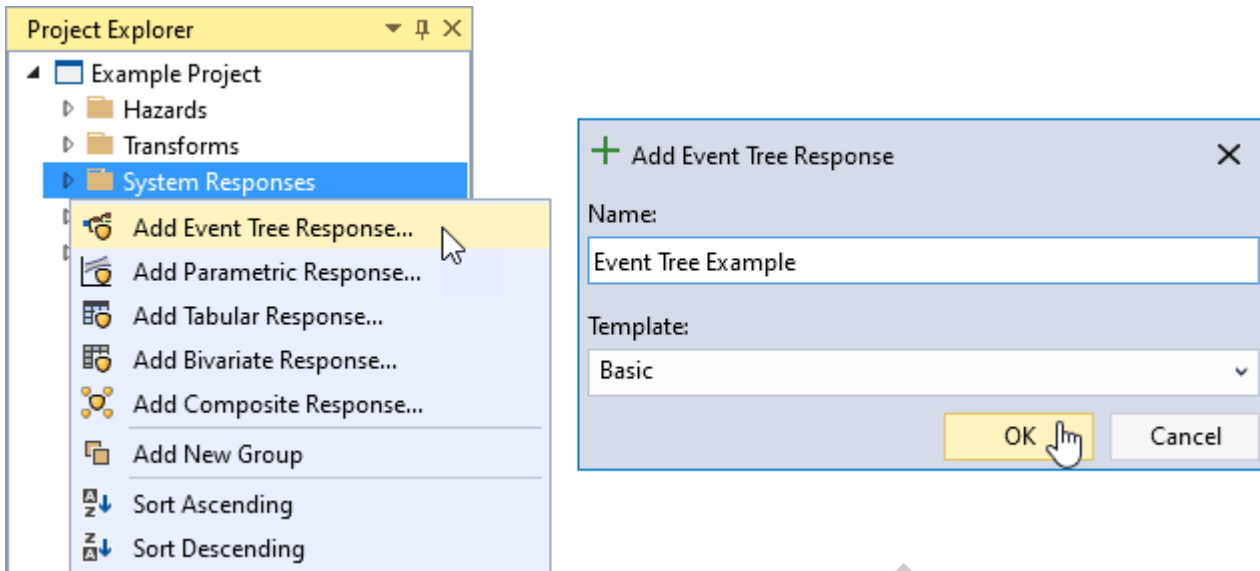 Project Explorer
Example Project
Hazards
Transforms
System Responses
Add Event Tree Response...
Add Parametric Response...
Add Tabular Response...
Add Bivariate Response...
Add Composite Response...
Add New Group
Sort Ascending
Sort Descending
Add Event Tree Response
Name:
Event Tree Example
Template:
Basic
OK
Cancel